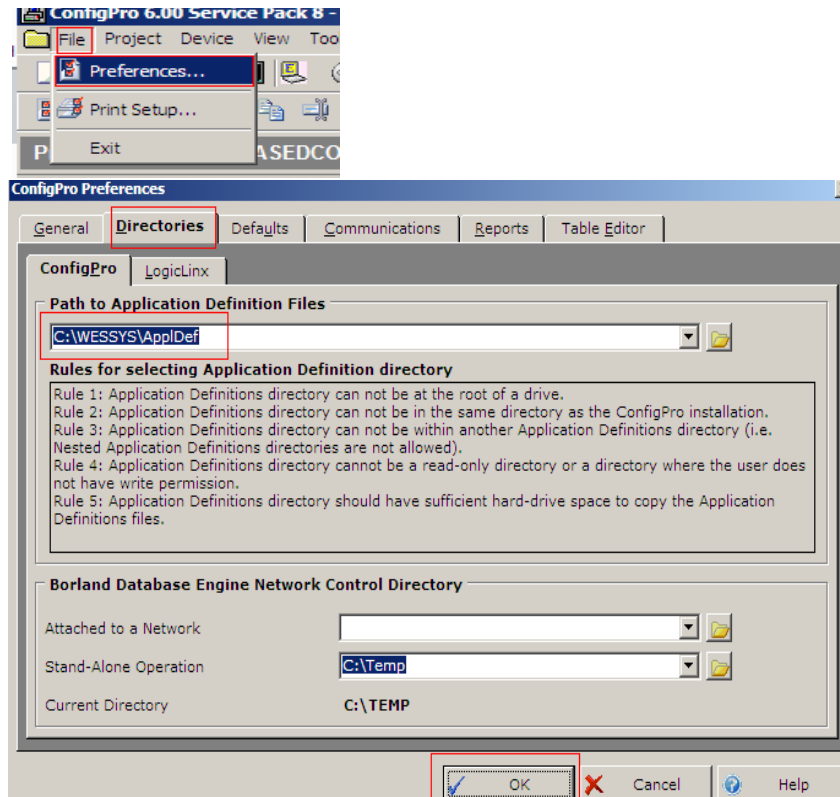 ConfigPro 6.00 Service Pack 8 -
File Project Device View Too
Preferences...
Print Setup...
Exit
P
ASEDCO
ConfigPro Preferences
General Directories Defaults Communications Reports Table Editor
ConfigPro LogicLinx
Path to Application Definition Files
C:\WESSYS\ApplDef
Rules for selecting Application Definition directory
Rule 1: Application Definitions directory can not be at the root of a drive.
Rule 2: Application Definitions directory can not be in the same directory as the ConfigPro installation.
Rule 3: Application Definitions directory can not be within another Application Definitions directory (i.e.
Nested Application Definitions directories are not allowed).
Rule 4: Application Definitions directory cannot be a read-only directory or a directory where the user does
not have write permission.
Rule 5: Application Definitions directory should have sufficient hard-drive space to copy the Application
Definitions files.
Borland Database Engine Network Control Directory
Attached to a Network
Stand-Alone Operation C:\Temp
Current Directory C:\TEMP
OK Cancel Help